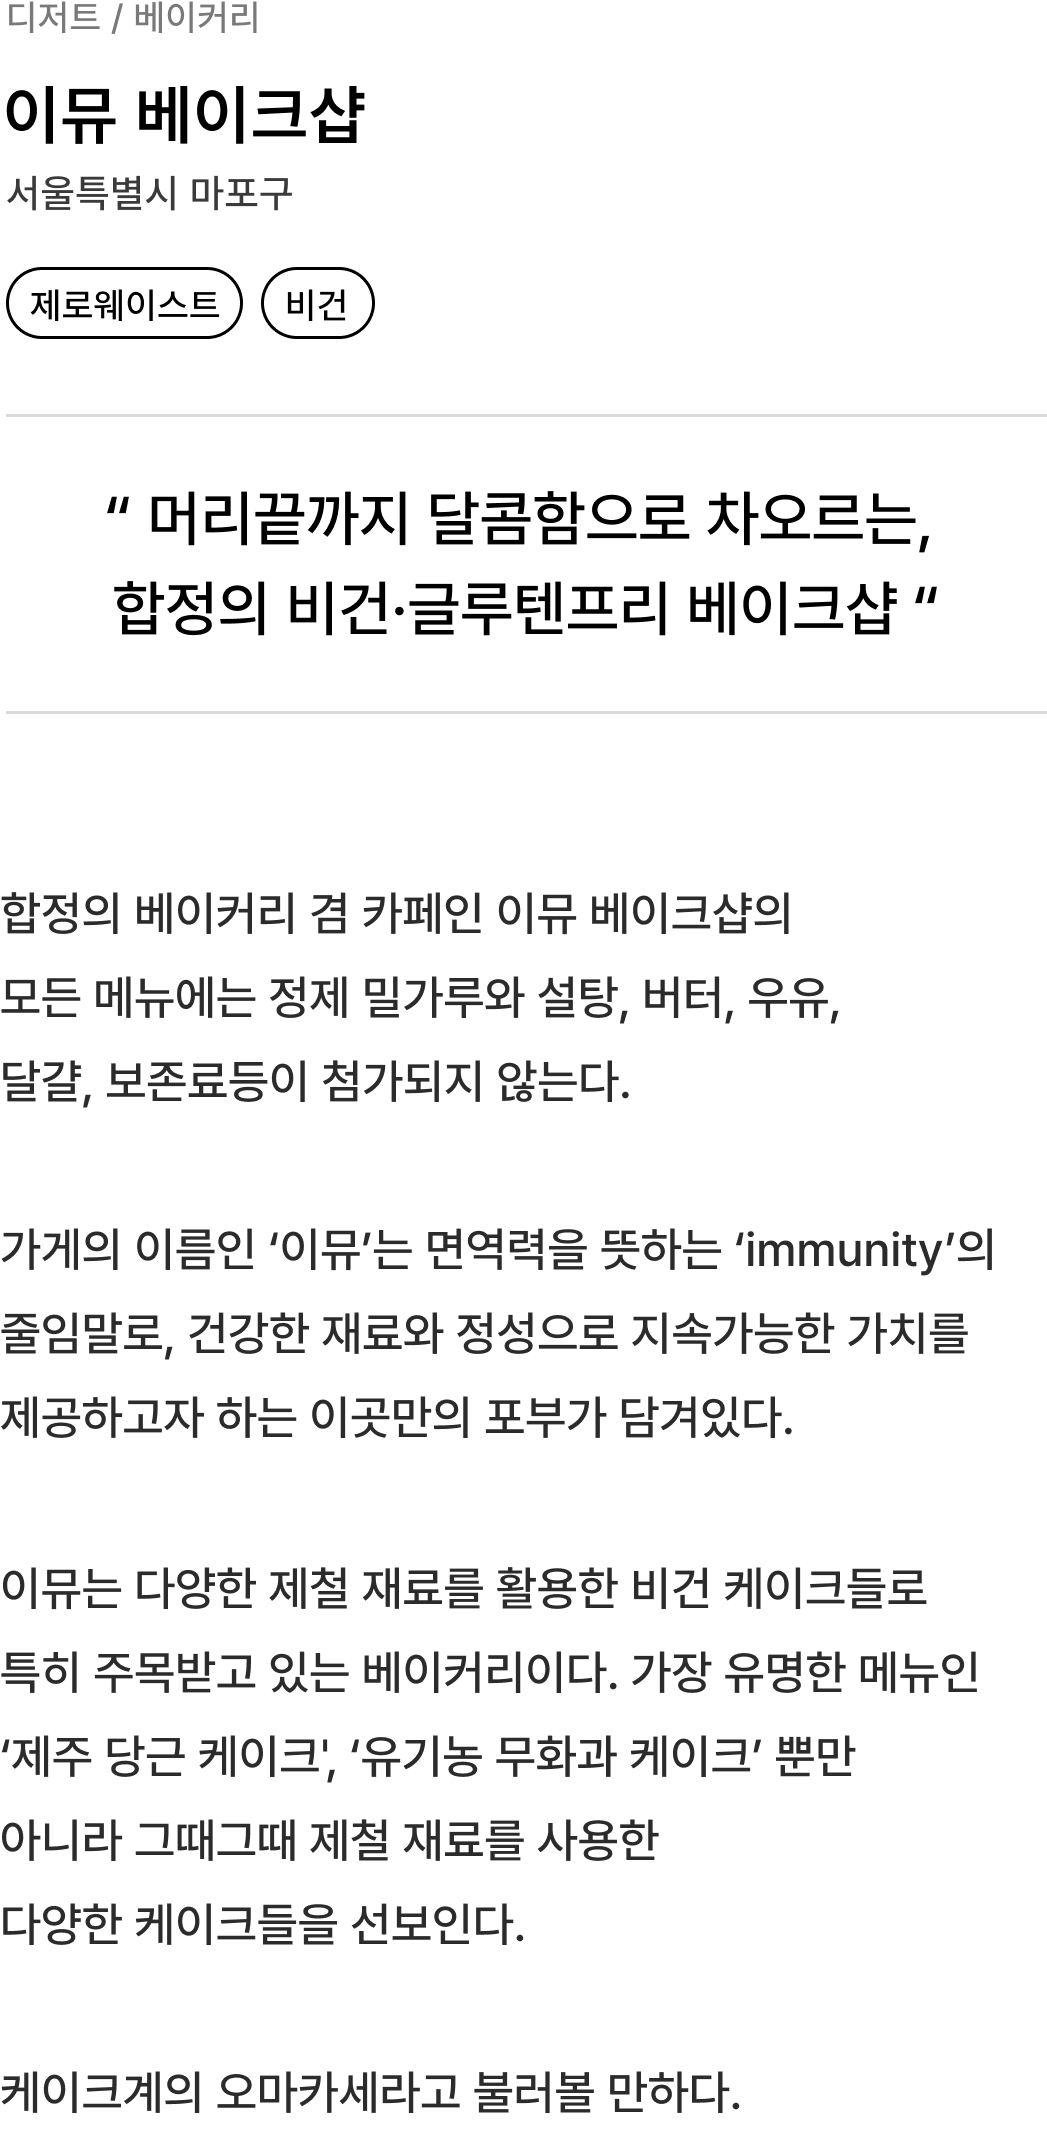 디저트 / 베이커리
이뮤 베이크샵
서울특별시 마포구
제로웨이스트 비건
“ 머리끝까지 달콤함으로 차오르는,
합정의 비건·글루텐프리 베이크샵 “
합정의 베이커리 겸 카페인 이뮤 베이크샵의
모든 메뉴에는 정제 밀가루와 설탕, 버터, 우유,
달걀, 보존료등이 첨가되지 않는다.
가게의 이름인 ‘이뮤’는 면역력을 뜻하는 ‘immunity’의
줄임말로, 건강한 재료와 정성으로 지속가능한 가치를
제공하고자 하는 이곳만의 포부가 담겨있다.
이뮤는 다양한 제철 재료를 활용한 비건 케이크들로
특히 주목받고 있는 베이커리이다. 가장 유명한 메뉴인
‘제주 당근 케이크', ‘유기농 무화과 케이크’ 뿐만
아니라 그때그때 제철 재료를 사용한
다양한 케이크들을 선보인다.
케이크계의 오마카세라고 불러볼 만하다.